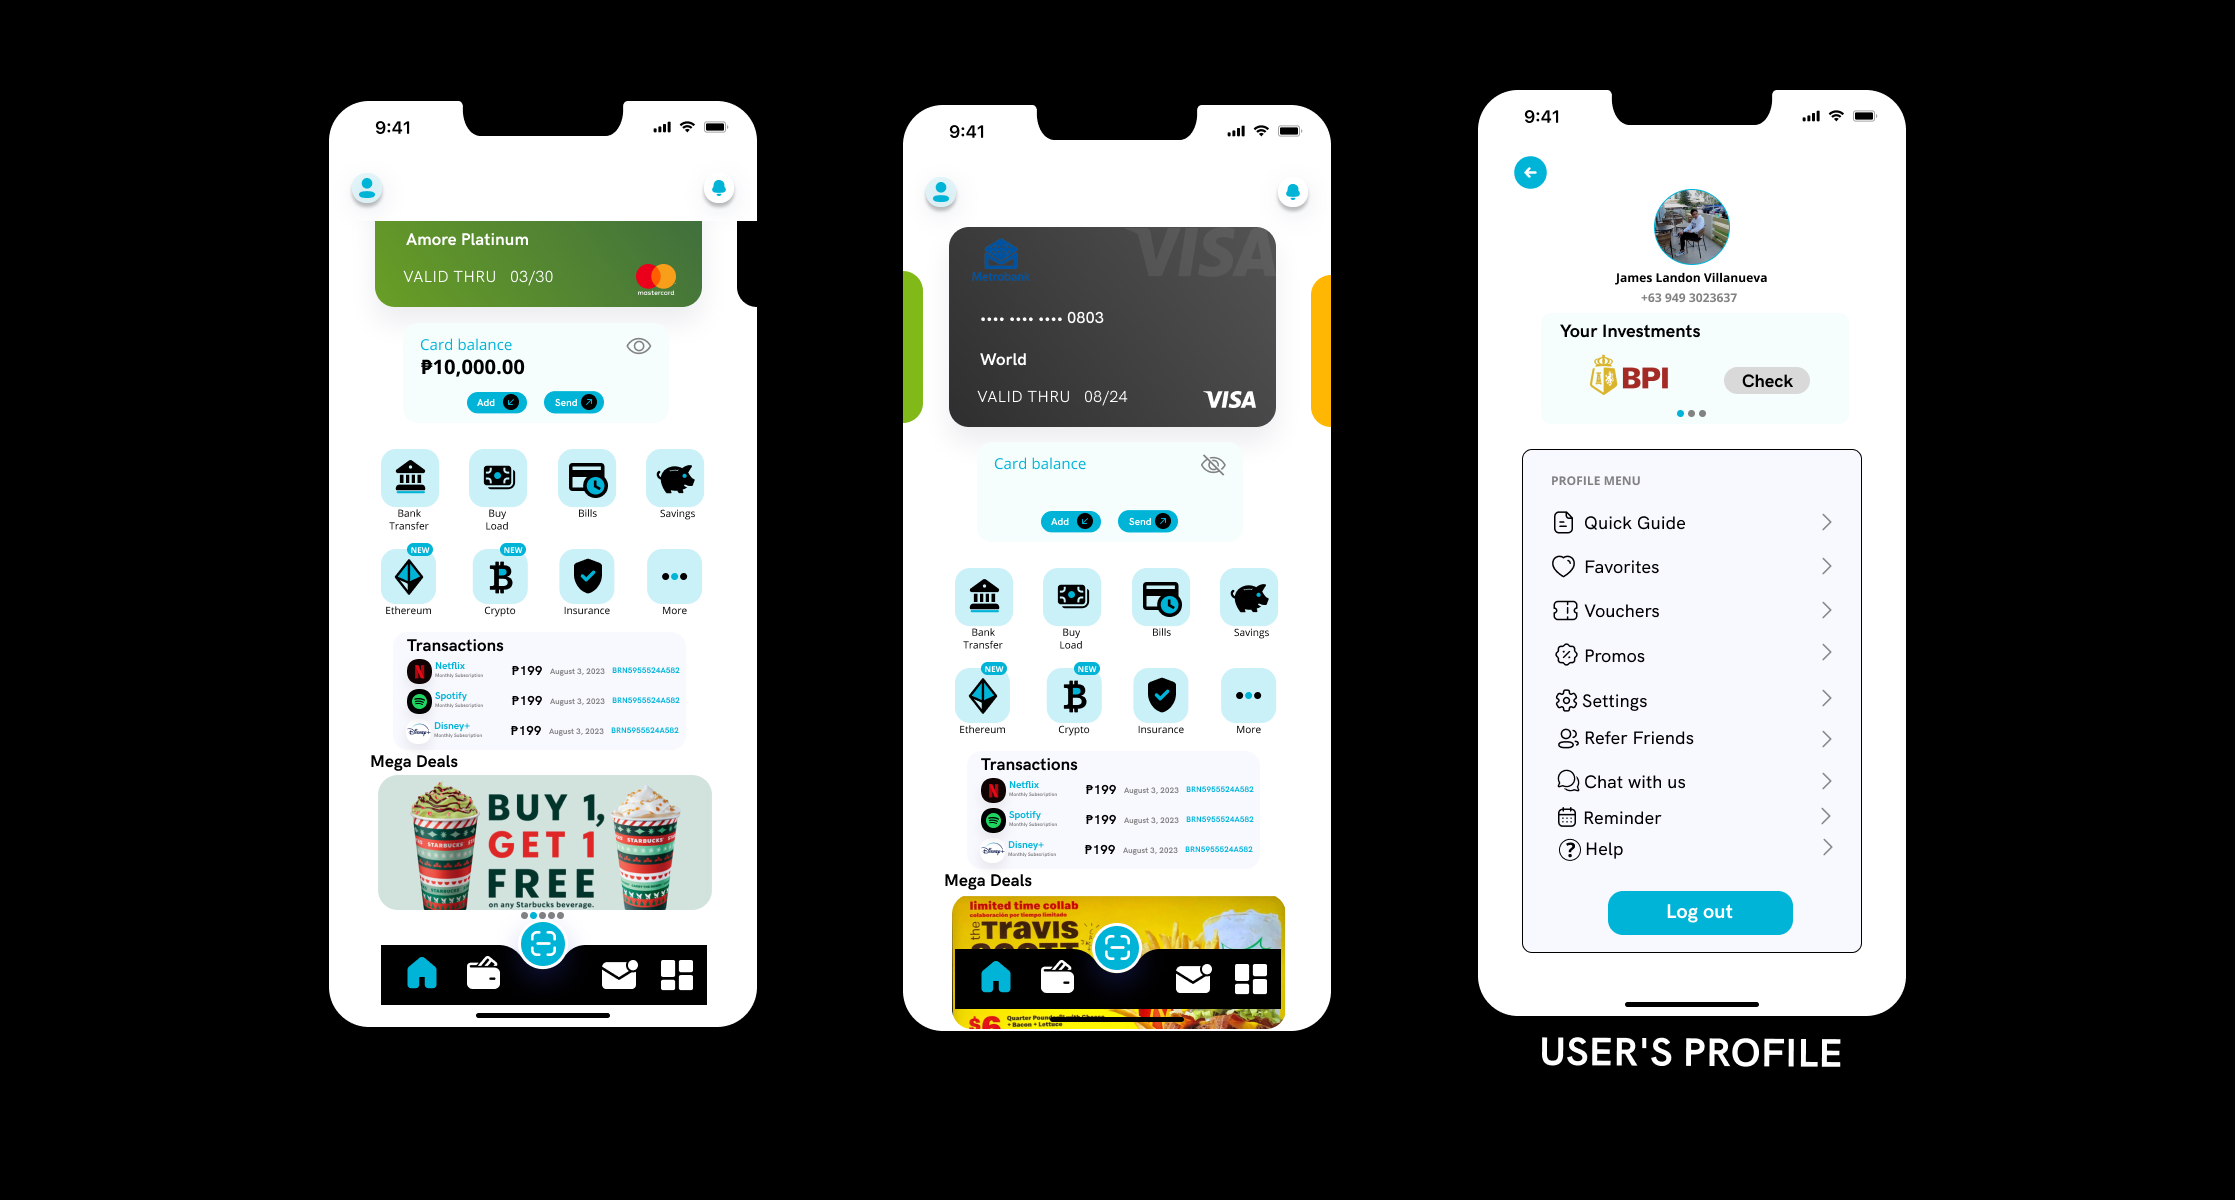 9:41
Amore Platinum
VALID THRU 03/30
mastercard
Card balance
₱10,000.00
Add
Send
Bank
Transfer
Buy
Load
Bills
Savings
NEW
NEW
Ethereum
Crypto
Insurance
More
Transactions
Netflix
Monthly Subscription
₱199
August 3, 2023
BRN5955524A582
Spotify
Monthly Subscription
₱199
August 3, 2023
BRN5955524A582
Disney+
Disney+
Monthly Subscription
₱199
August 3, 2023
BRN5955524A582
Mega Deals
BUY 1,
GET 1
FREE
on any Starbucks beverage.
STARBUCKS
STARBUCKS
9:41
VISA
Metrobank
•••• •••• •••• 0803
World
VALID THRU 08/24
VISA
Card balance
Add
Send
Bank
Transfer
Buy
Load
Bills
Savings
NEW
NEW
Ethereum
Crypto
Insurance
More
Transactions
Netflix
Monthly Subscription
₱199
August 3, 2023
BRN5955524A582
Spotify
Monthly Subscription
₱199
August 3, 2023
BRN5955524A582
Disney+
Disney+
Monthly Subscription
₱199
August 3, 2023
BRN5955524A582
Mega Deals
limited time collab
colaboración por tiempo limitado
the
Travis
SCOTT
$6
Quarter Pounder® with Cheese
+ Bacon + Lettuce
9:41
James Landon Villanueva
+63 949 3023637
Your Investments
BPI
Check
PROFILE MENU
Quick Guide
Favorites
Vouchers
Promos
Settings
Refer Friends
Chat with us
Reminder
Help
Log out
USER'S PROFILE